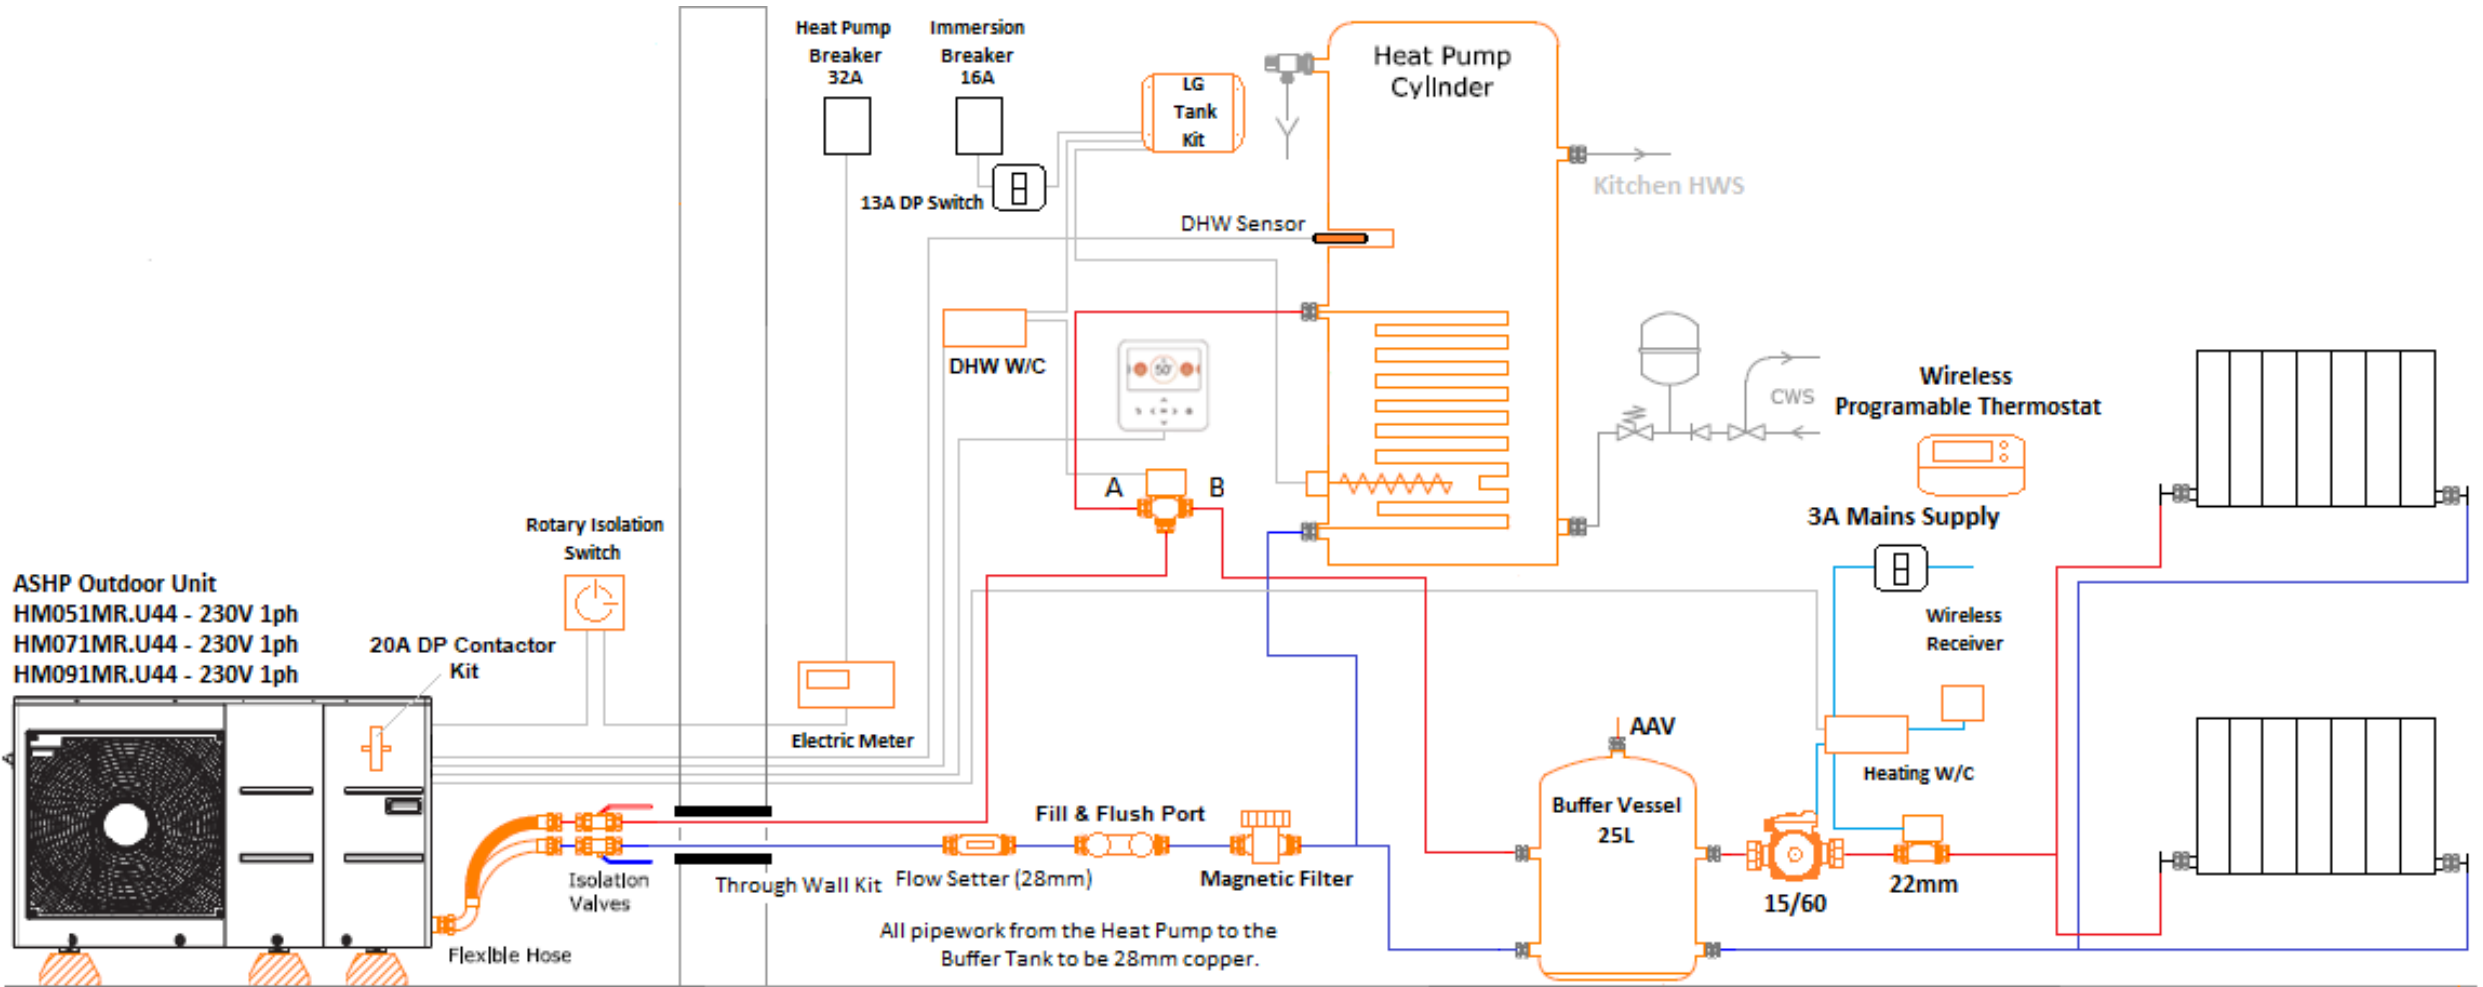 Heat Pump
Breaker
32A
Immersion
Breaker
16A
LG
Tank
Kit
Heat Pump
Cylinder
13A DP Switch
Kitchen HWS
DHW Sensor
DHW W/C
50'
CWS
Wireless
Programable Thermostat
A
B
3A Mains Supply
Rotary Isolation
Switch
ASHP Outdoor Unit
HM051MR.U44 - 230V 1ph
HM071MR.U44 - 230V 1ph
HM091MR.U44 - 230V 1ph
20A DP Contactor
Kit
Wireless
Receiver
Electric Meter
AAV
Heating W/C
Buffer Vessel
25L
Fill & Flush Port
Isolation
Valves
Through Wall Kit
Flow Setter (28mm)
Magnetic Filter
15/60
22mm
Flexible Hose
All pipework from the Heat Pump to the
Buffer Tank to be 28mm copper.